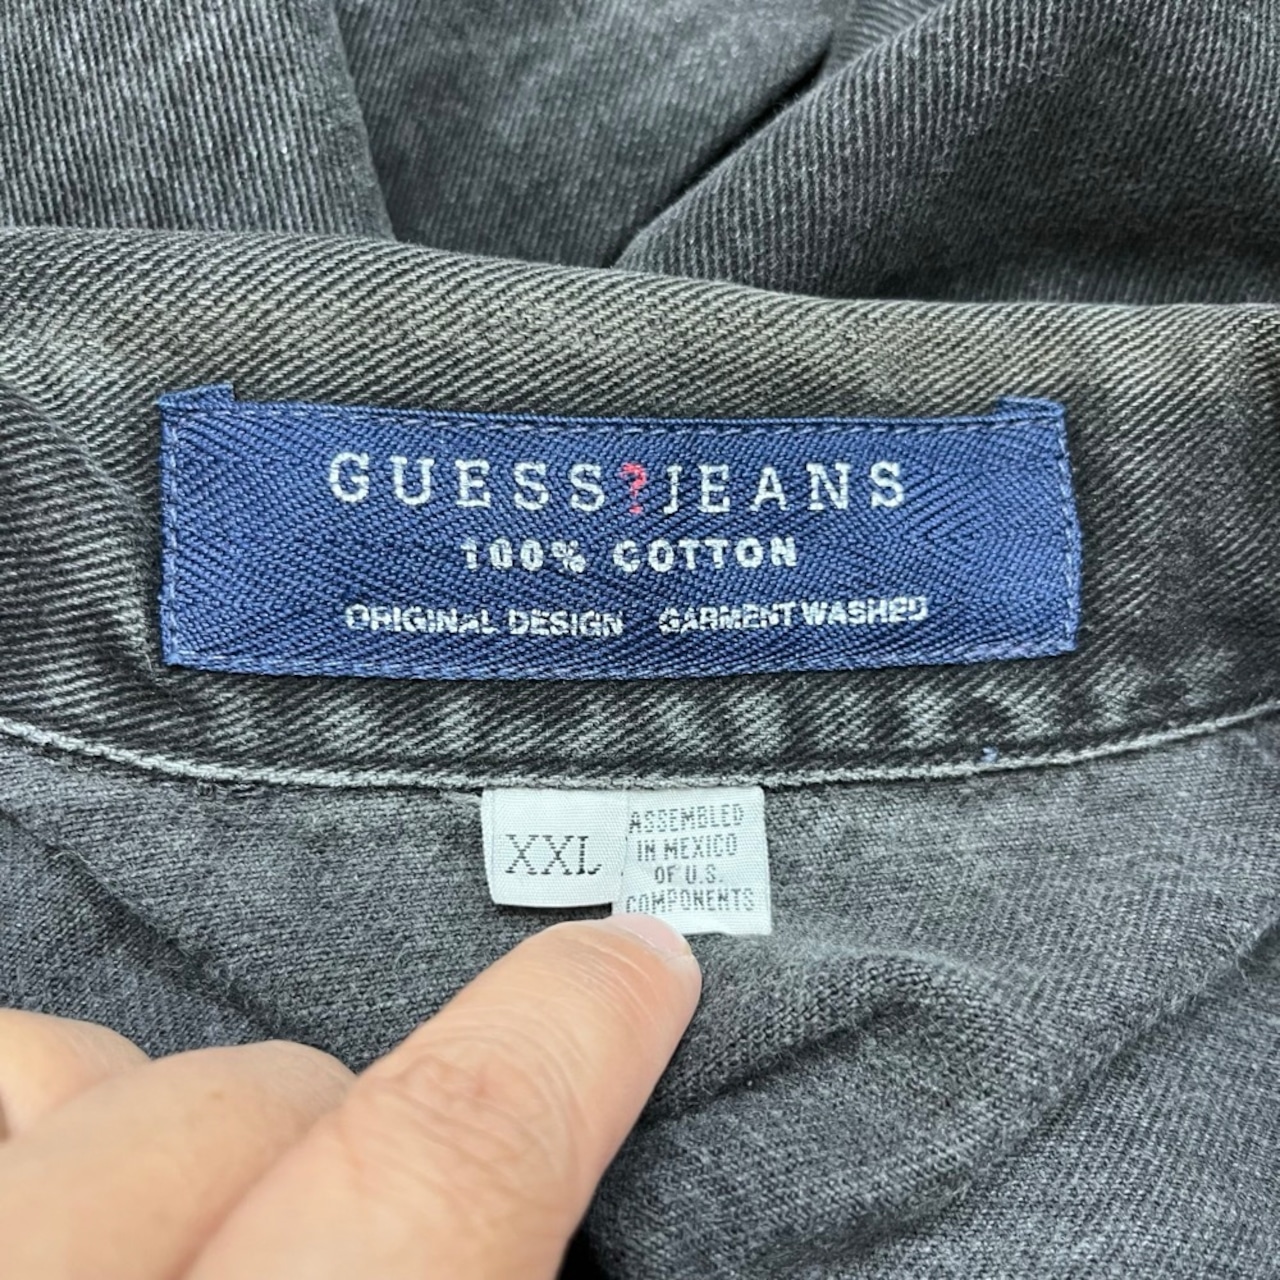 GUESS?JEANS
100% COTTON
ORIGINAL DESIGN GARMENT WASHED
XXL
ASSEMBLED
IN MEXICO
OF U.S.
COMPONENTS